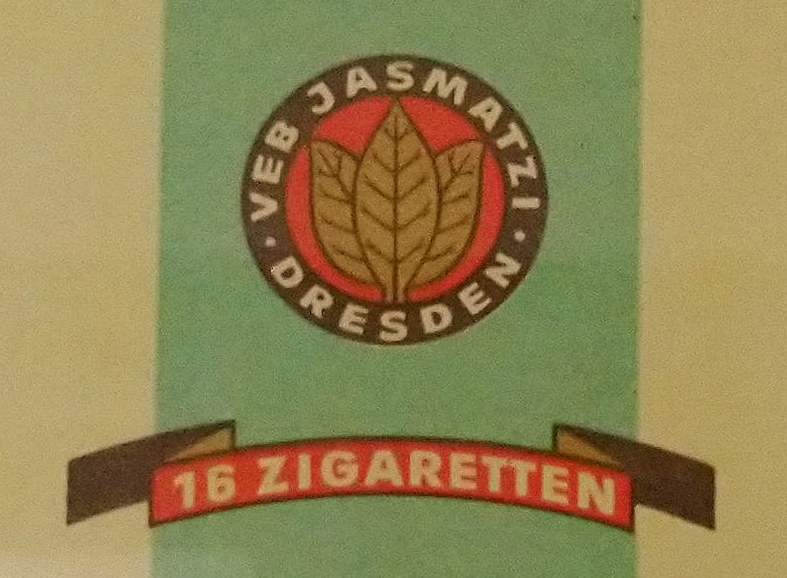 VEB JASMATZI
· DRESDEN ·
16 ZIGARETTEN